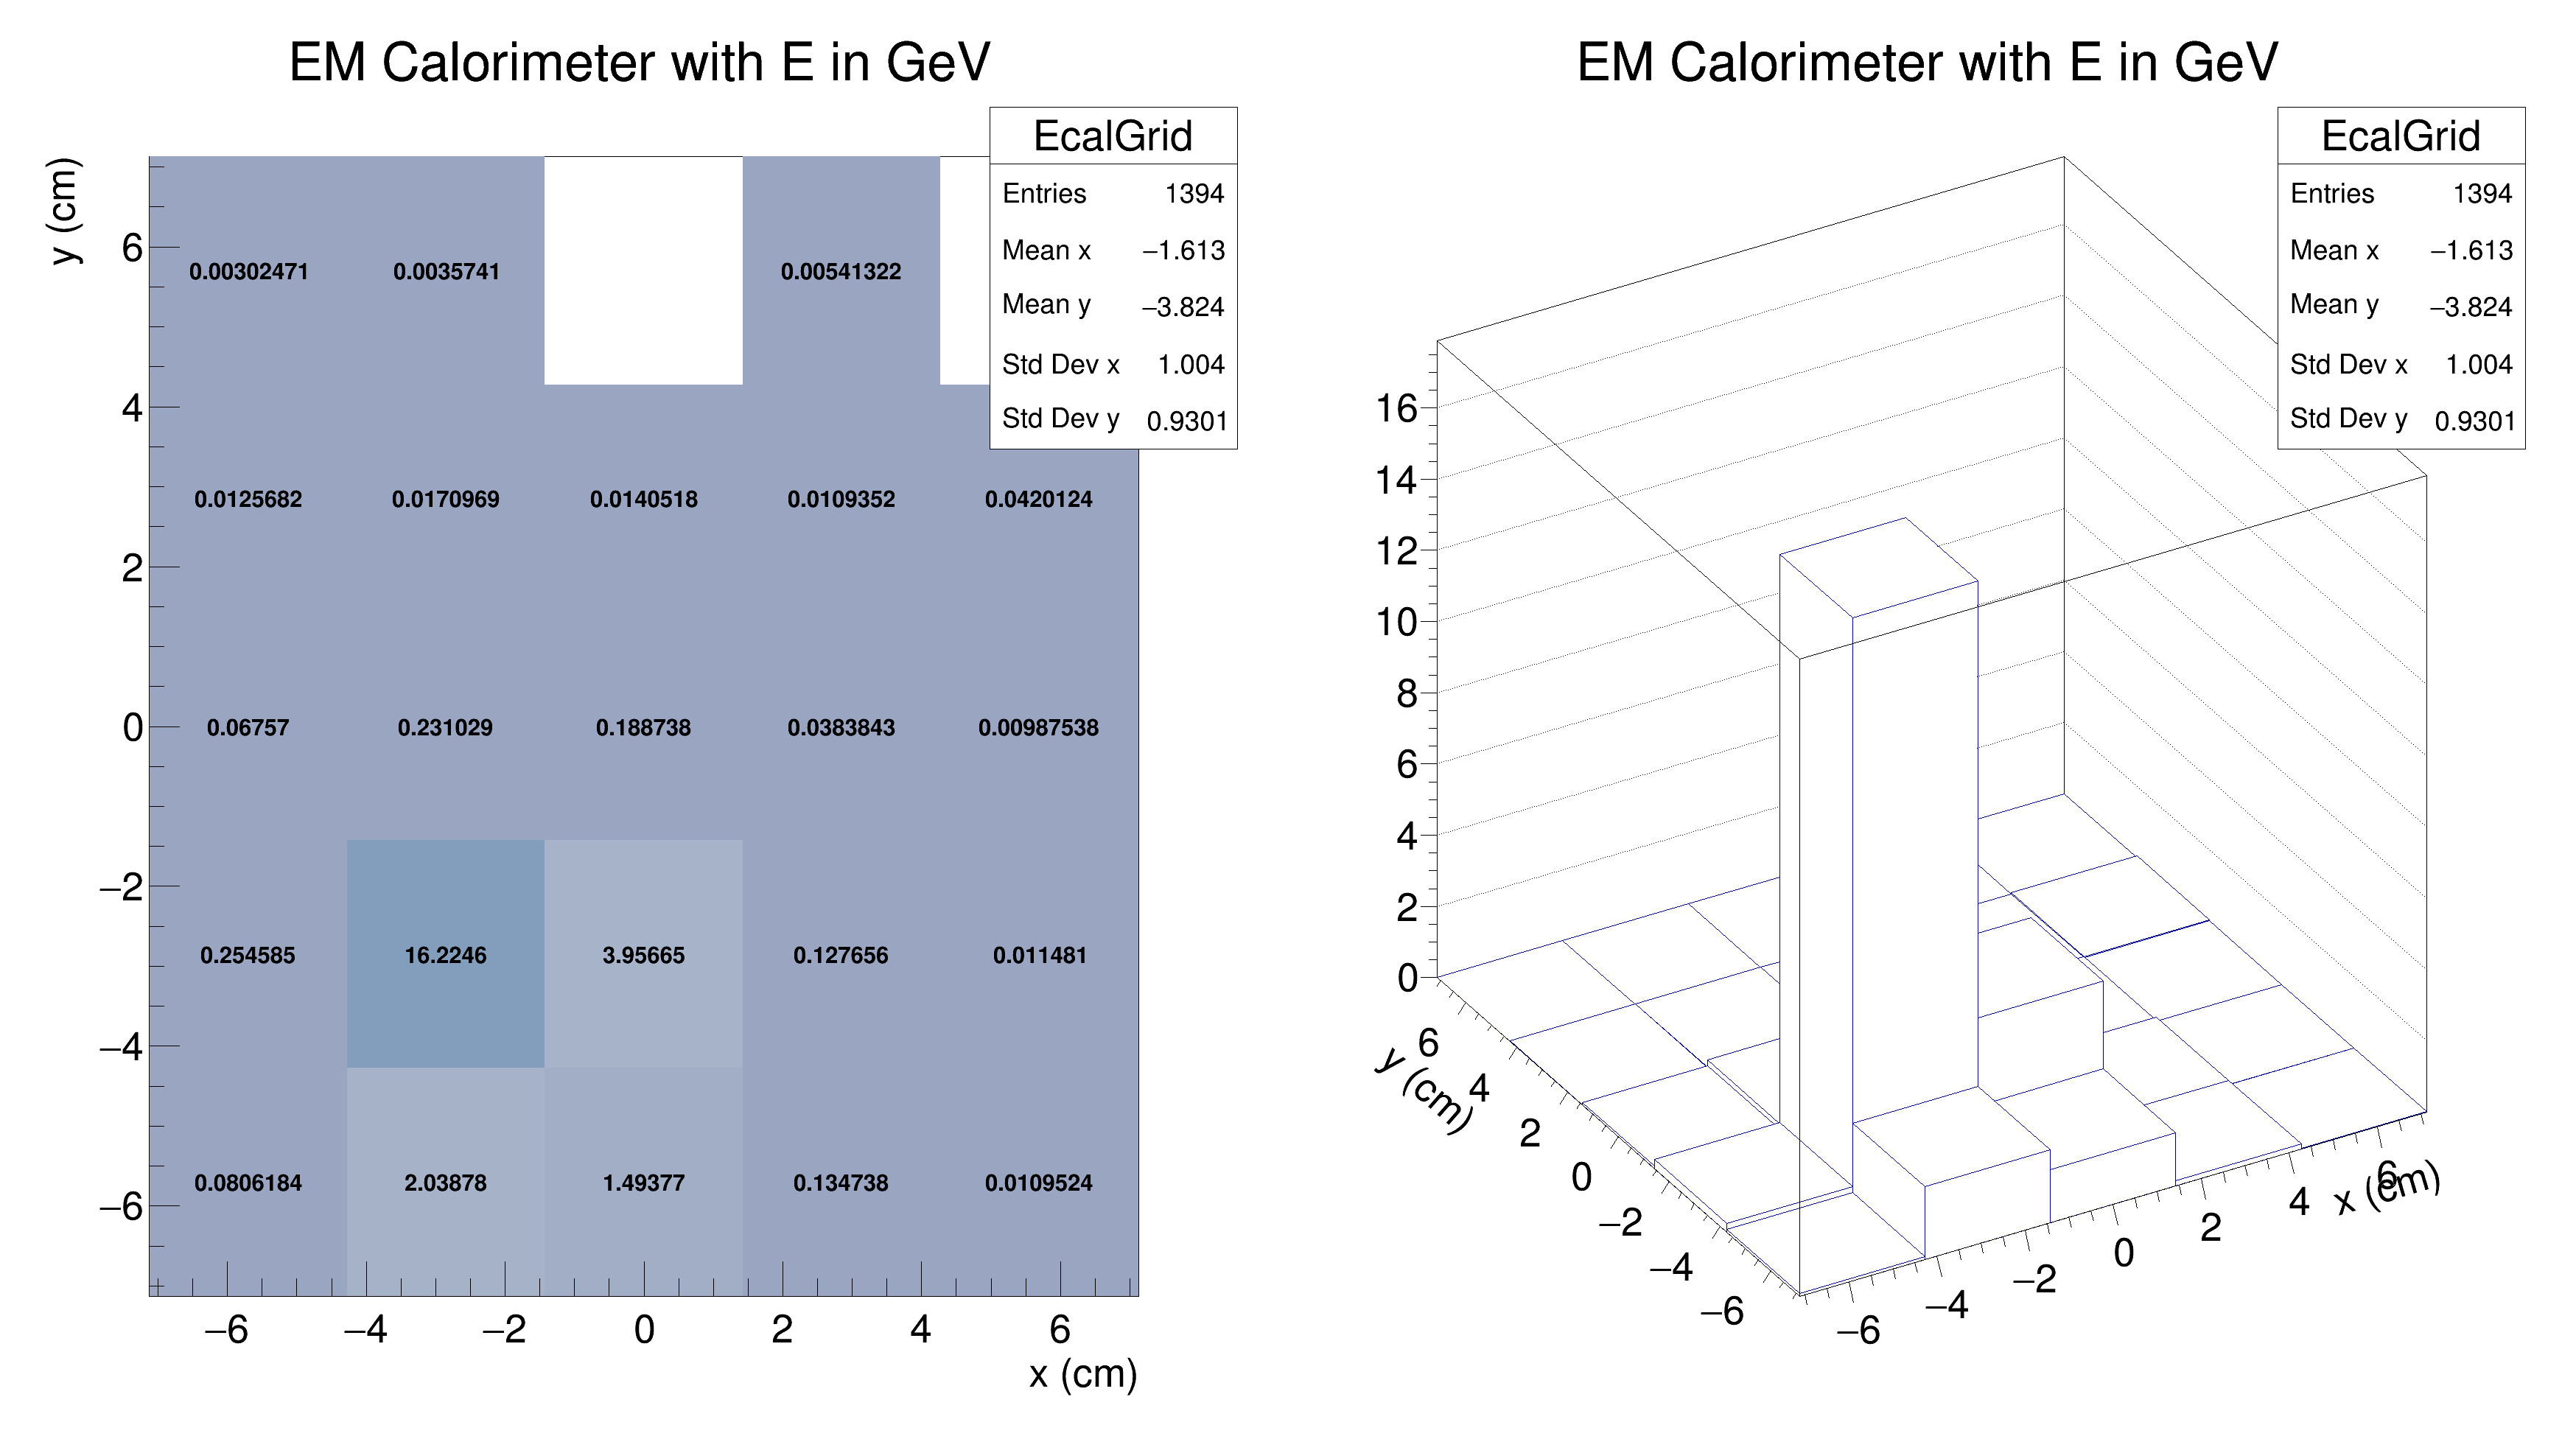 EM Calorimeter with E in GeV
EcalGrid
Entries 1394
Mean x −1.613
Mean y −3.824
Std Dev x 1.004
Std Dev y 0.9301
y (cm)
6
4
2
0
−2
−4
−6
0.00302471 0.0035741 0.00541322
0.0125682 0.0170969 0.0140518 0.0109352 0.0420124
0.06757 0.231029 0.188738 0.0383843 0.00987538
0.254585 16.2246 3.95665 0.127656 0.011481
0.0806184 2.03878 1.49377 0.134738 0.0109524
−6 −4 −2 0 2 4 6
x (cm)
EM Calorimeter with E in GeV
EcalGrid
Entries 1394
Mean x −1.613
Mean y −3.824
Std Dev x 1.004
Std Dev y 0.9301
16
14
12
10
8
6
4
2
0
y (cm)
6
4
2
0
−2
−4
−6
−6 −4 −2 0 2 4 6
x (cm)